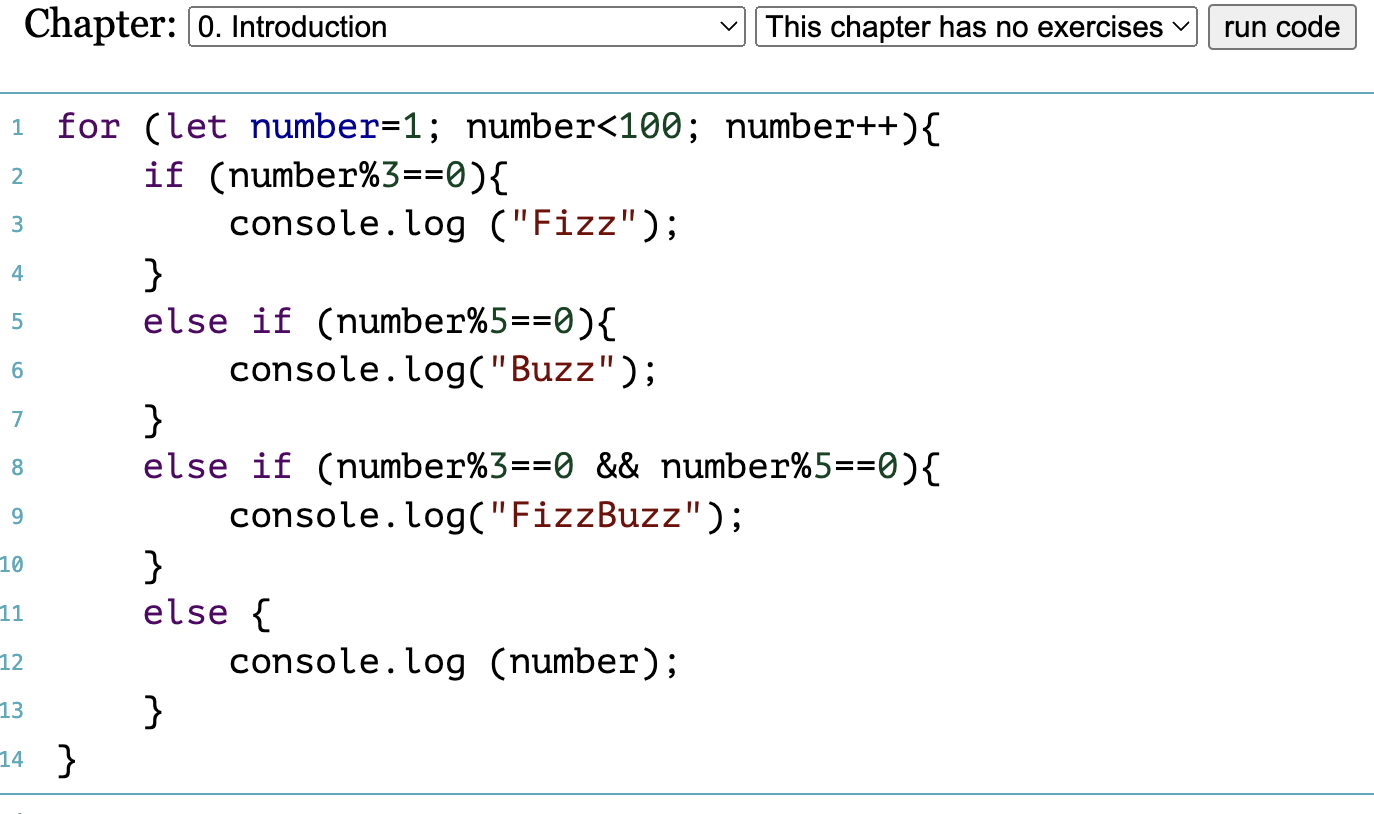 Chapter: 0. Introduction This chapter has no exercises run code
1 for (let number=1; number<100; number++){
2     if (number%3==0){
3         console.log ("Fizz");
4     }
5     else if (number%5==0){
6         console.log("Buzz");
7     }
8     else if (number%3==0 && number%5==0){
9         console.log("FizzBuzz");
10     }
11     else {
12         console.log (number);
13     }
14 }